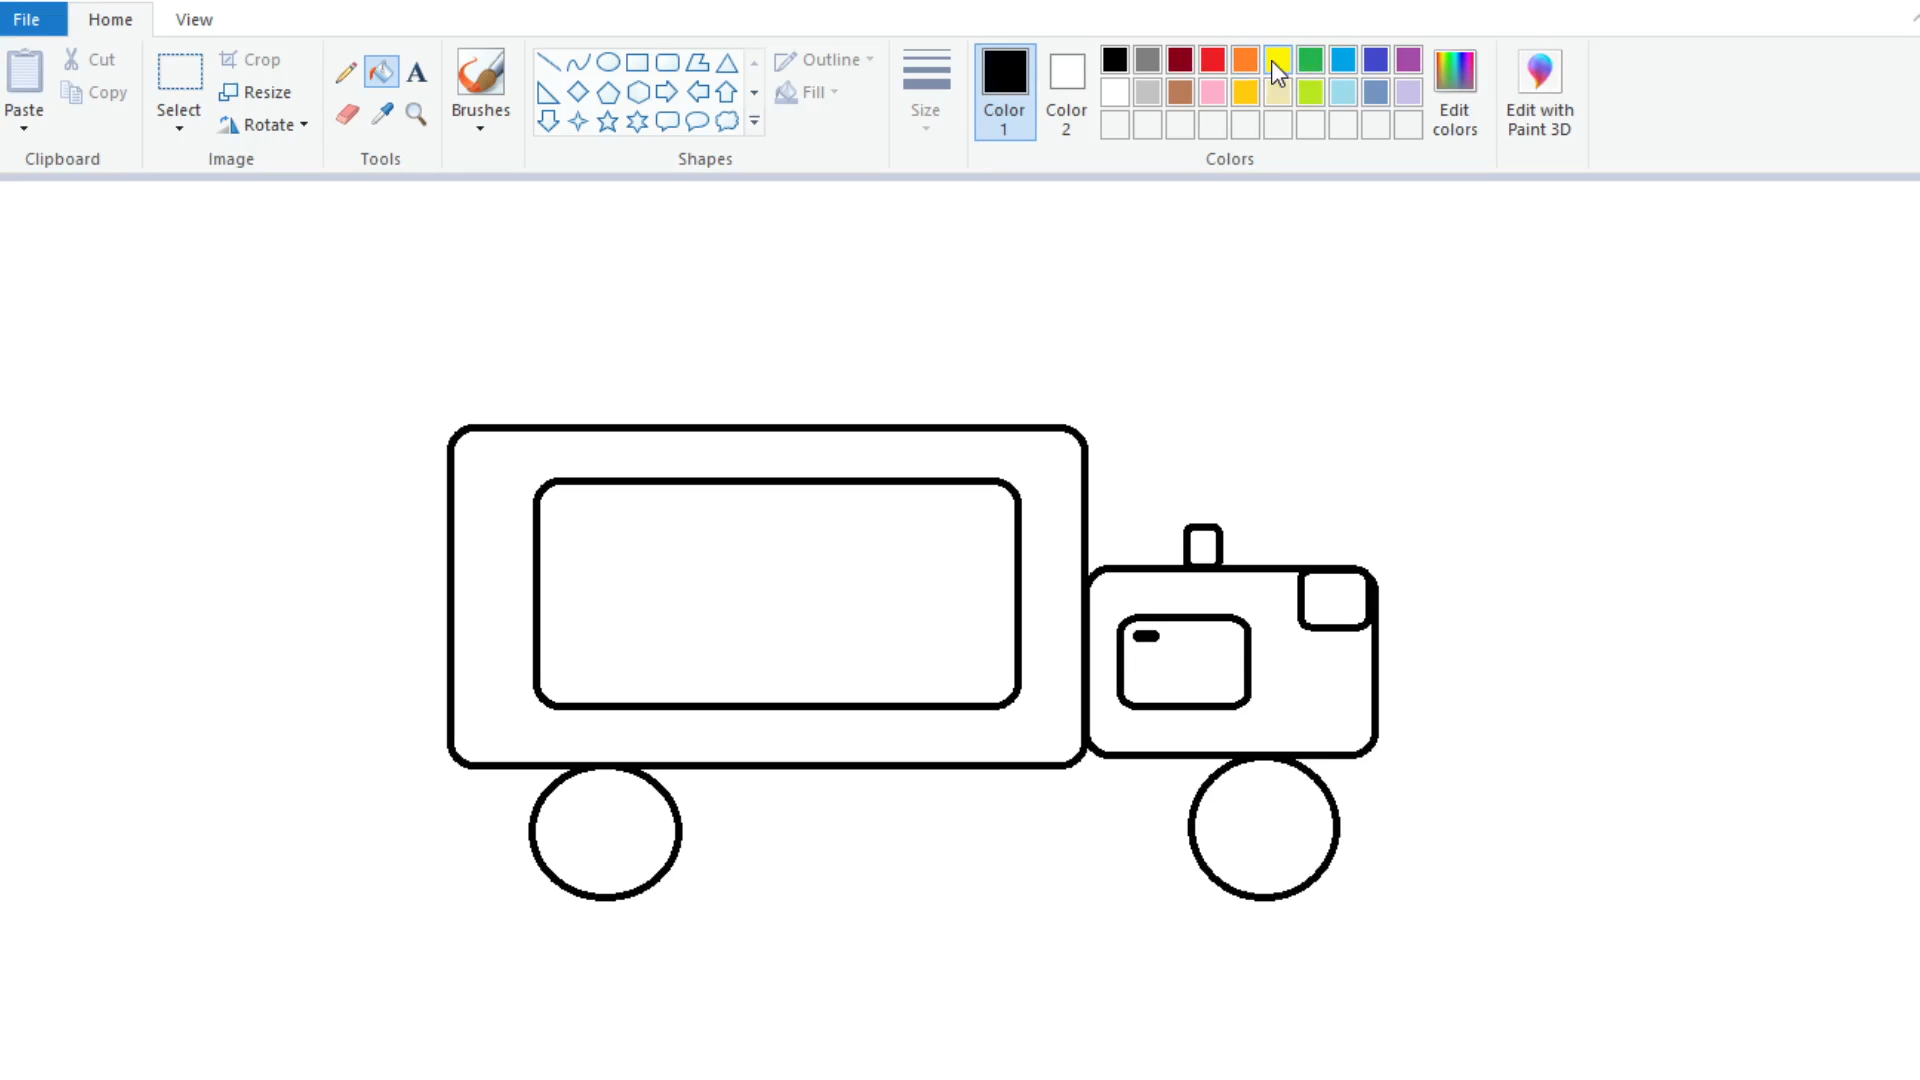 File Home View
Paste Cut Copy
Clipboard
Select Crop Resize Rotate
Image
A
Tools
Brushes
Outline Fill
Shapes
Size
Color 1
Color 2
Edit colors
Colors
Edit with Paint 3D